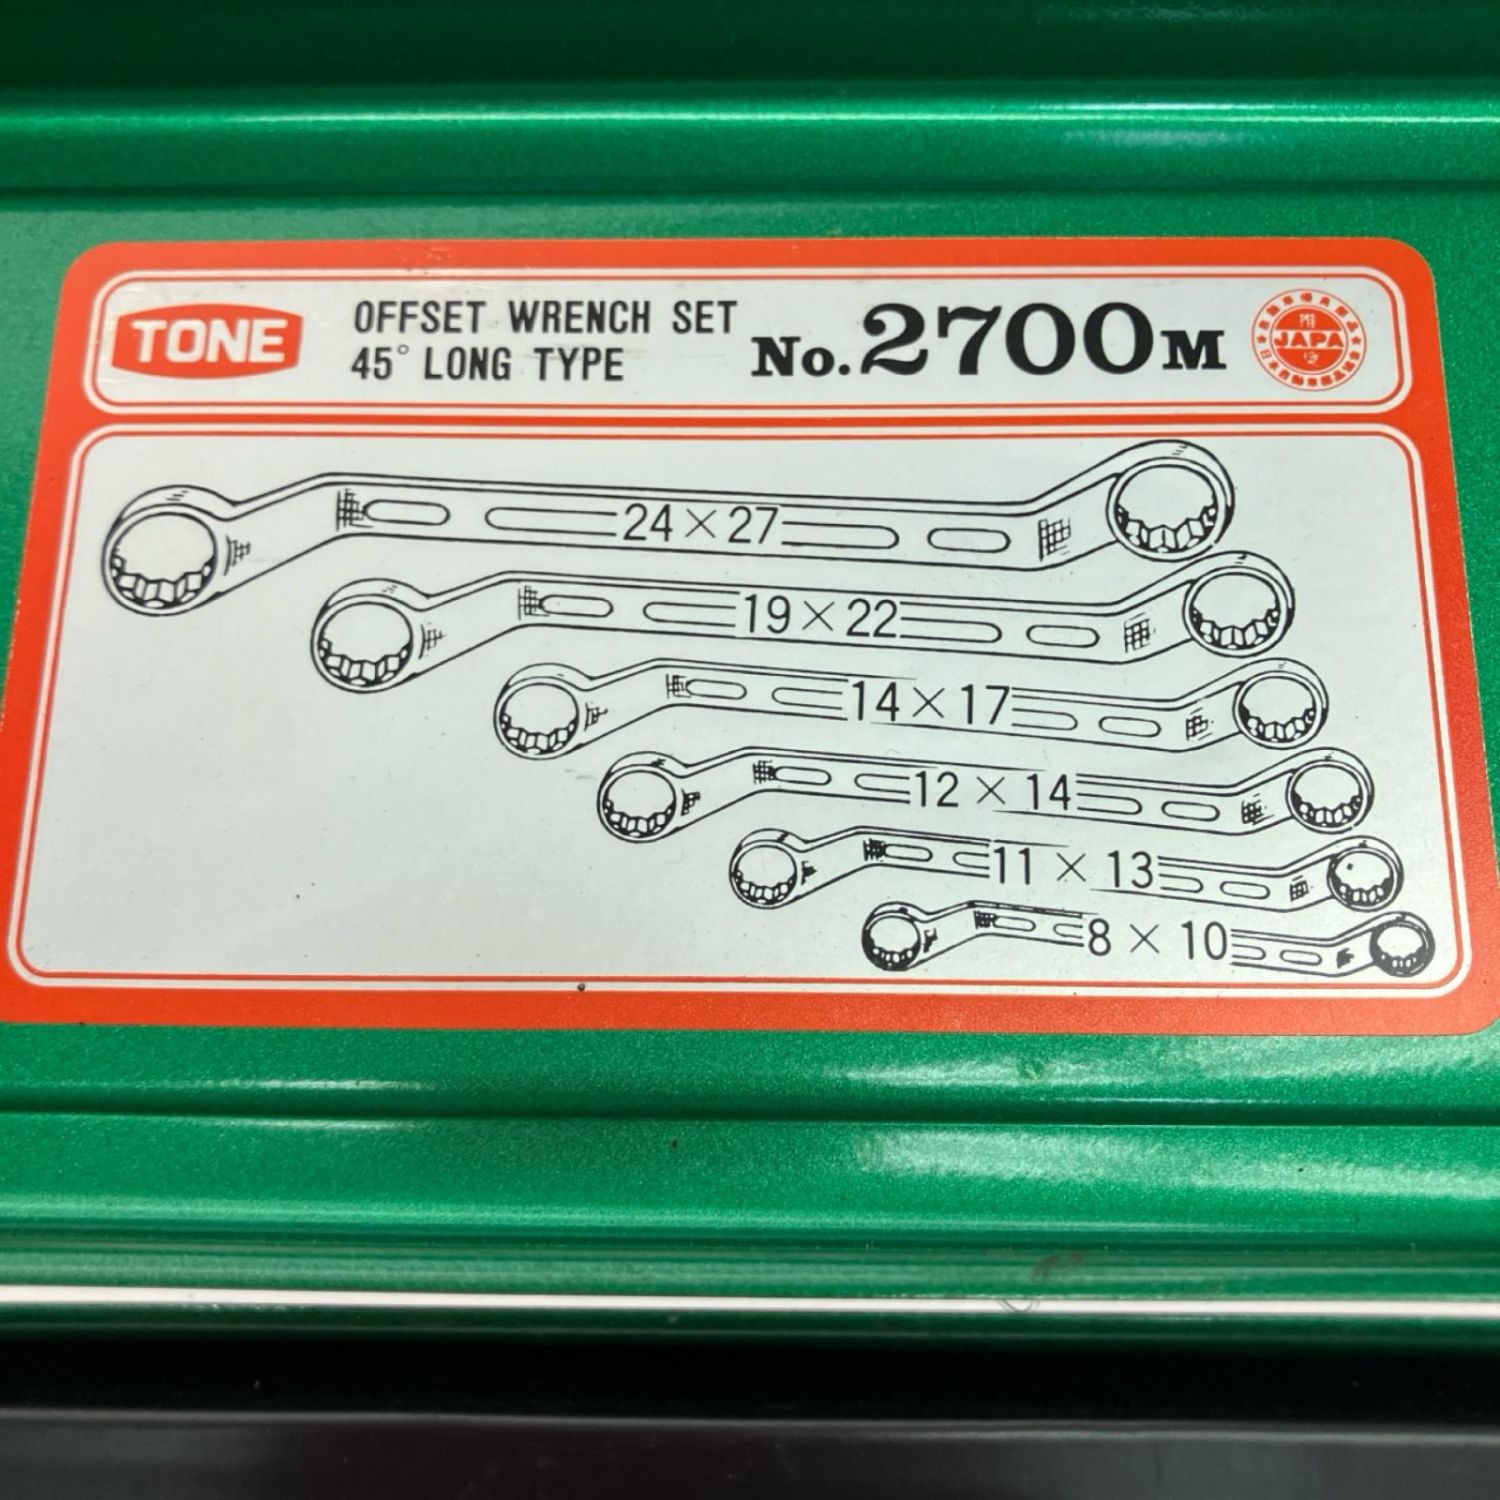 TONE
OFFSET WRENCH SET
45° LONG TYPE
No.2700M
JAPA
24×27
19×22
14×17
12×14
11×13
8×10